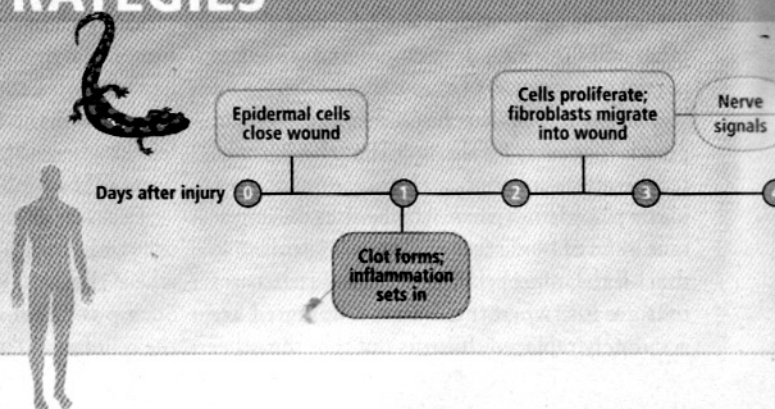 Epidermal cells
close wound
Cells proliferate;
fibroblasts migrate
into wound
Nerve
signals
Days after injury 0 1 2 3
Clot forms;
inflammation
sets in